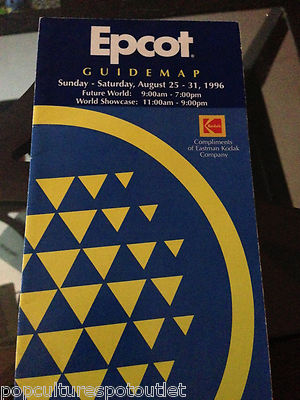 Epcot
GUIDEMAP
Sunday - Saturday, August 25 - 31, 1996
Future World: 9:00am - 7:00pm
World Showcase: 11:00am - 9:00pm
Kodak
Compliments
of Eastman Kodak
Company
popculturespotoutlet